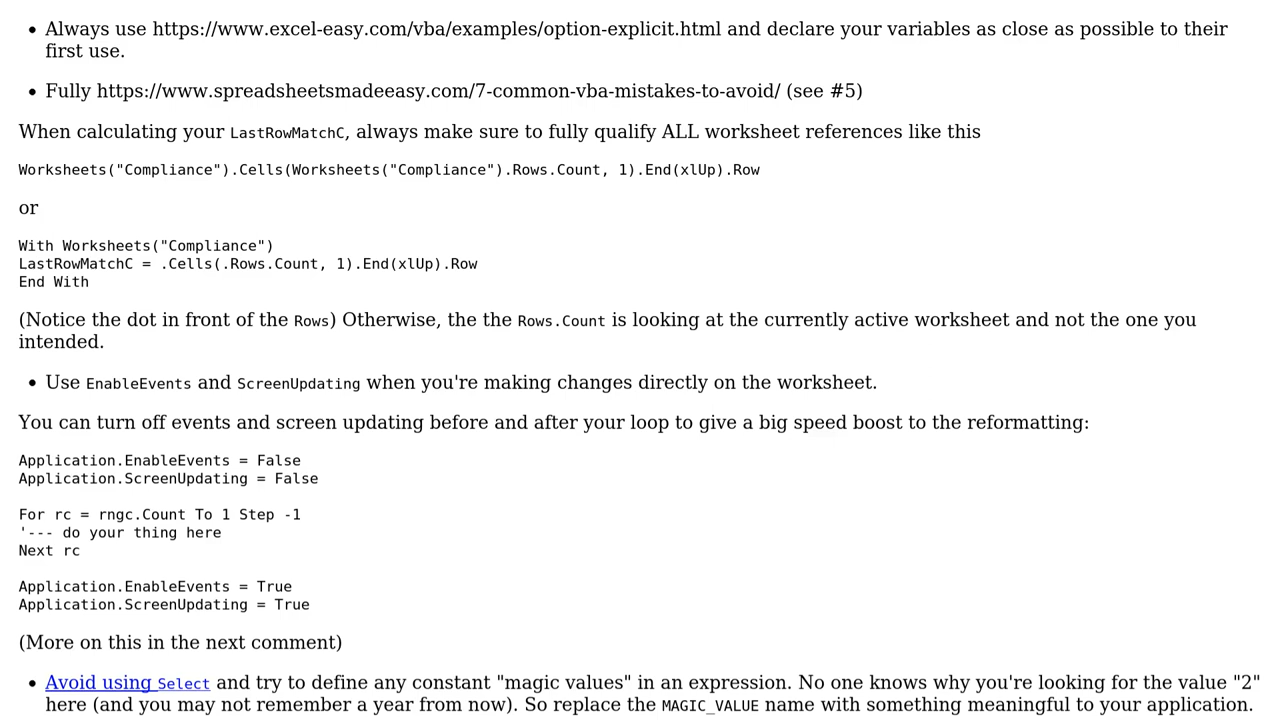 • Always use https://www.excel-easy.com/vba/examples/option-explicit.html and declare your variables as close as possible to their
first use.
• Fully https://www.spreadsheetsmadeeasy.com/7-common-vba-mistakes-to-avoid/ (see #5)
When calculating your LastRowMatchC, always make sure to fully qualify ALL worksheet references like this
Worksheets("Compliance").Cells(Worksheets("Compliance").Rows.Count, 1).End(xlUp).Row
or
With Worksheets("Compliance")
LastRowMatchC = .Cells(.Rows.Count, 1).End(xlUp).Row
End With
(Notice the dot in front of the Rows) Otherwise, the the Rows.Count is looking at the currently active worksheet and not the one you
intended.
• Use EnableEvents and ScreenUpdating when you're making changes directly on the worksheet.
You can turn off events and screen updating before and after your loop to give a big speed boost to the reformatting:
Application.EnableEvents = False
Application.ScreenUpdating = False
For rc = rngc.Count To 1 Step -1
'--- do your thing here
Next rc
Application.EnableEvents = True
Application.ScreenUpdating = True
(More on this in the next comment)
• Avoid using Select and try to define any constant "magic values" in an expression. No one knows why you're looking for the value "2"
here (and you may not remember a year from now). So replace the MAGIC_VALUE name with something meaningful to your application.